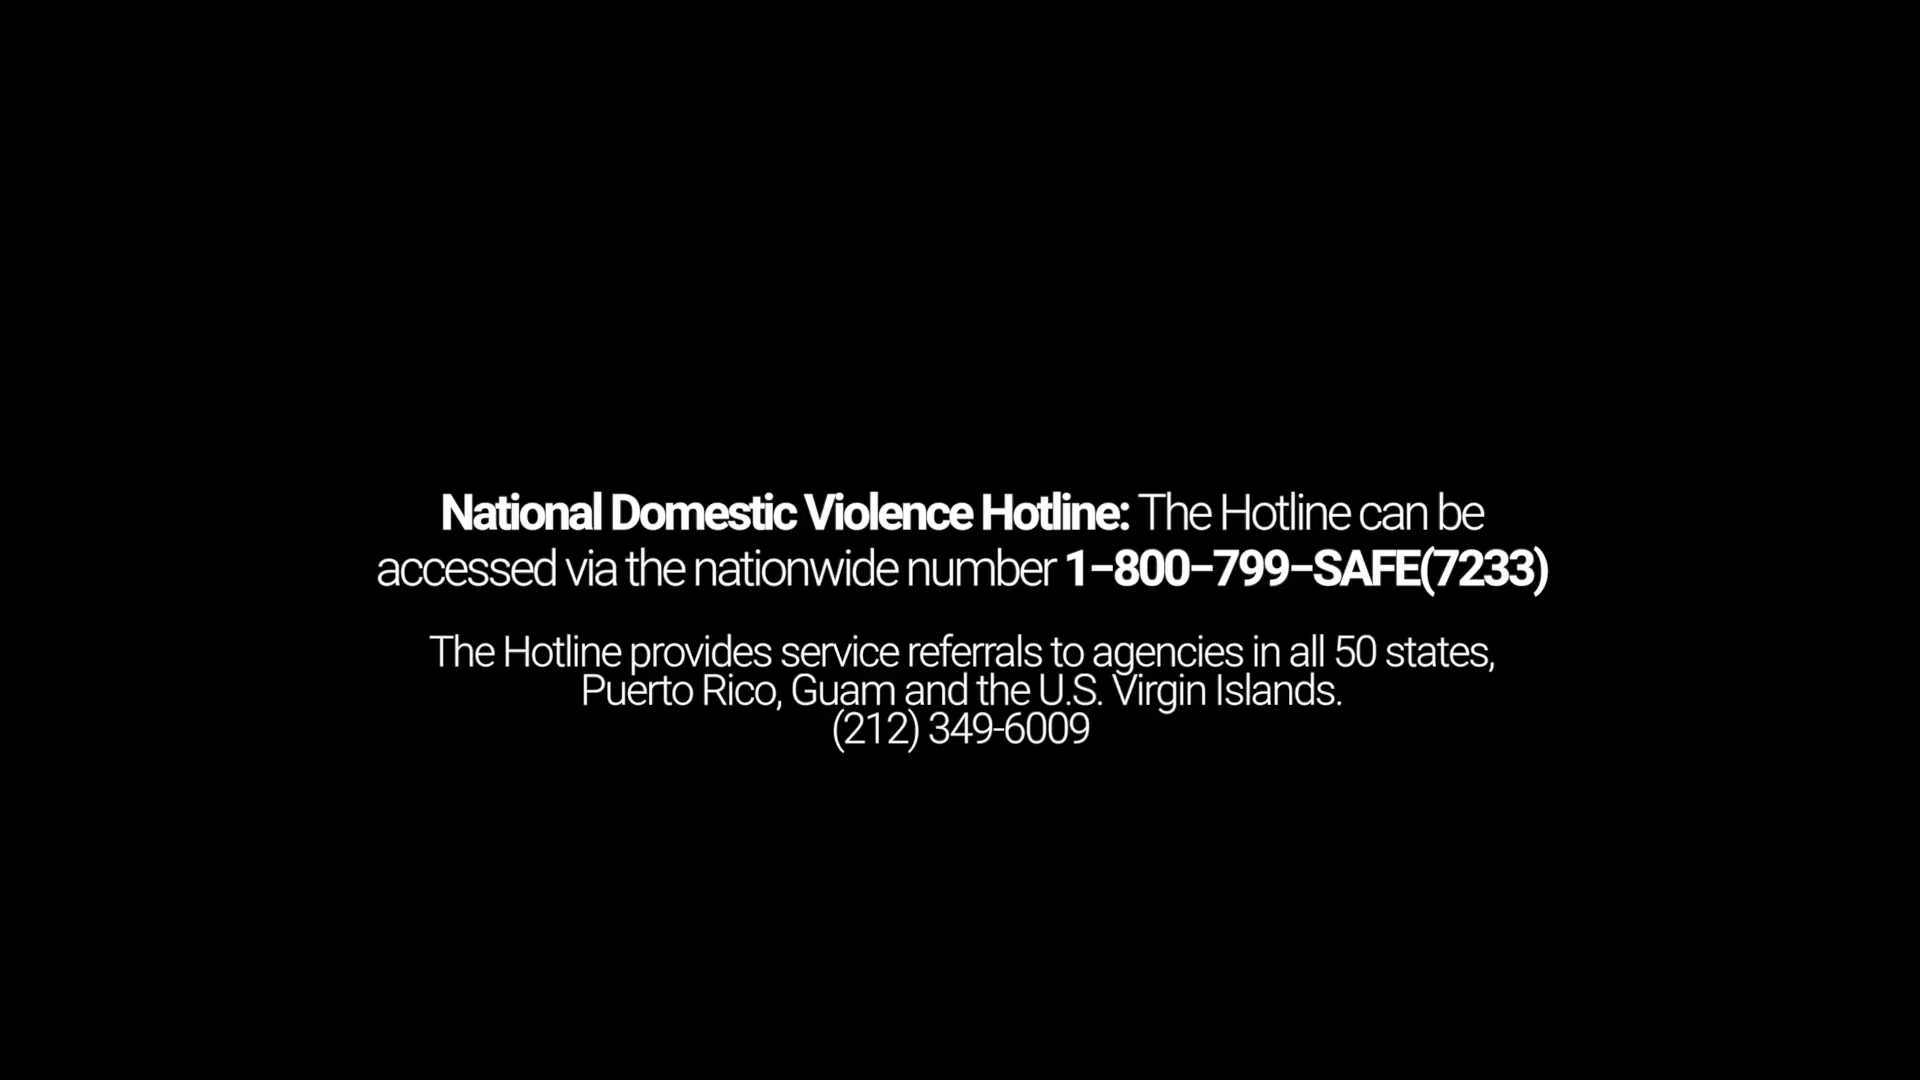 National Domestic Violence Hotline: The Hotline can be
accessed via the nationwide number 1-800-799-SAFE(7233)
The Hotline provides service referrals to agencies in all 50 states,
Puerto Rico, Guam and the U.S. Virgin Islands.
(212) 349-6009